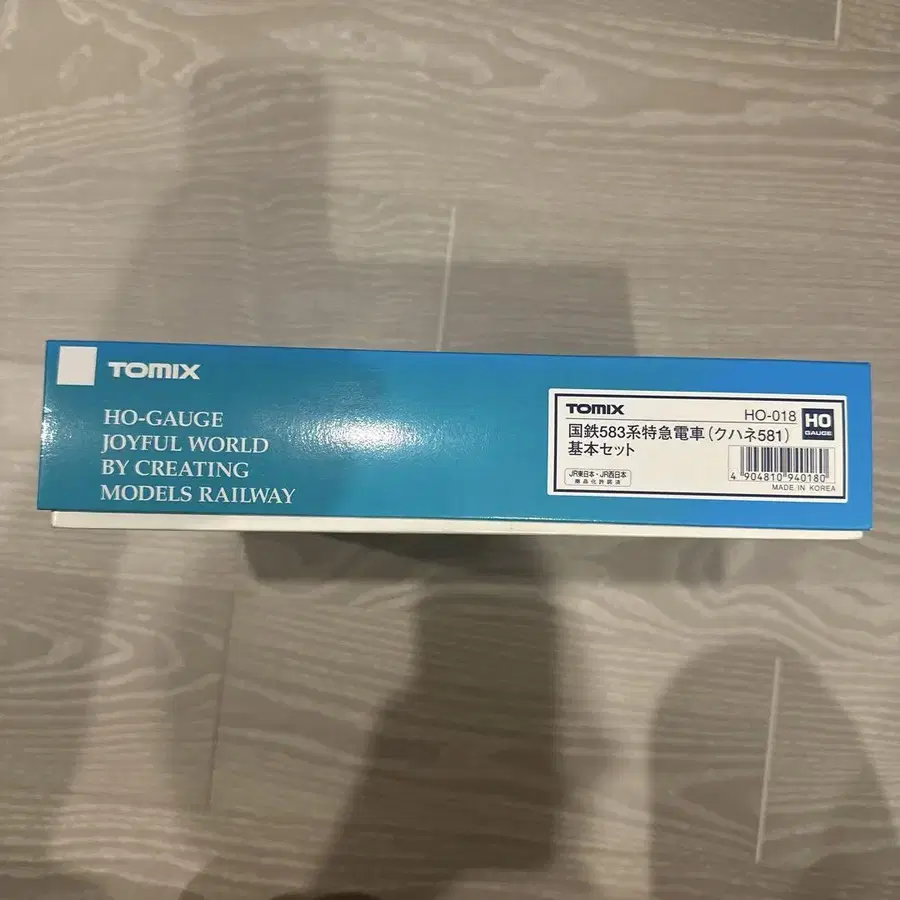 TOMIX
HO-GAUGE
JOYFUL WORLD
BY CREATING
MODELS RAILWAY
TOMIX
HO-018
HO
GAUGE
国鉄583系特急電車(クハネ581)
基本セット
JR東日本・JR西日本
商品化許諾済
4 904810 940180
MADE IN KOREA